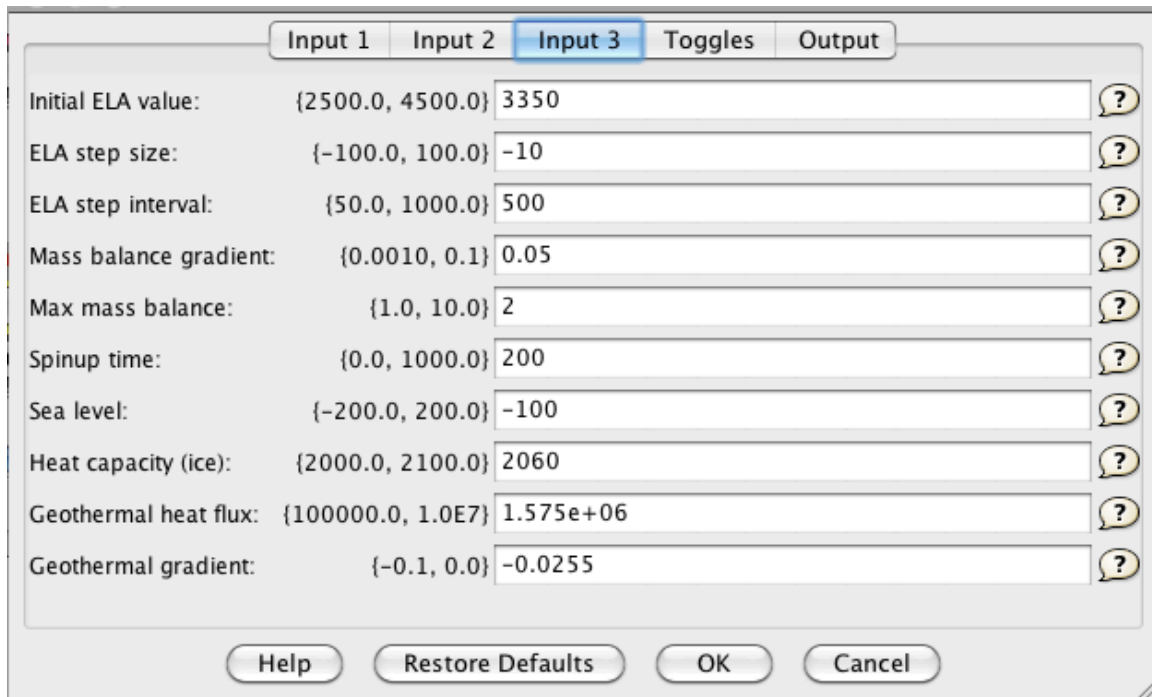 Input 1 Input 2 Input 3 Toggles Output
Initial ELA value: {2500.0, 4500.0} 3350 ?
ELA step size: {-100.0, 100.0} -10 ?
ELA step interval: {50.0, 1000.0} 500 ?
Mass balance gradient: {0.0010, 0.1} 0.05 ?
Max mass balance: {1.0, 10.0} 2 ?
Spinup time: {0.0, 1000.0} 200 ?
Sea level: {-200.0, 200.0} -100 ?
Heat capacity (ice): {2000.0, 2100.0} 2060 ?
Geothermal heat flux: {100000.0, 1.0E7} 1.575e+06 ?
Geothermal gradient: {-0.1, 0.0} -0.0255 ?
Help Restore Defaults OK Cancel